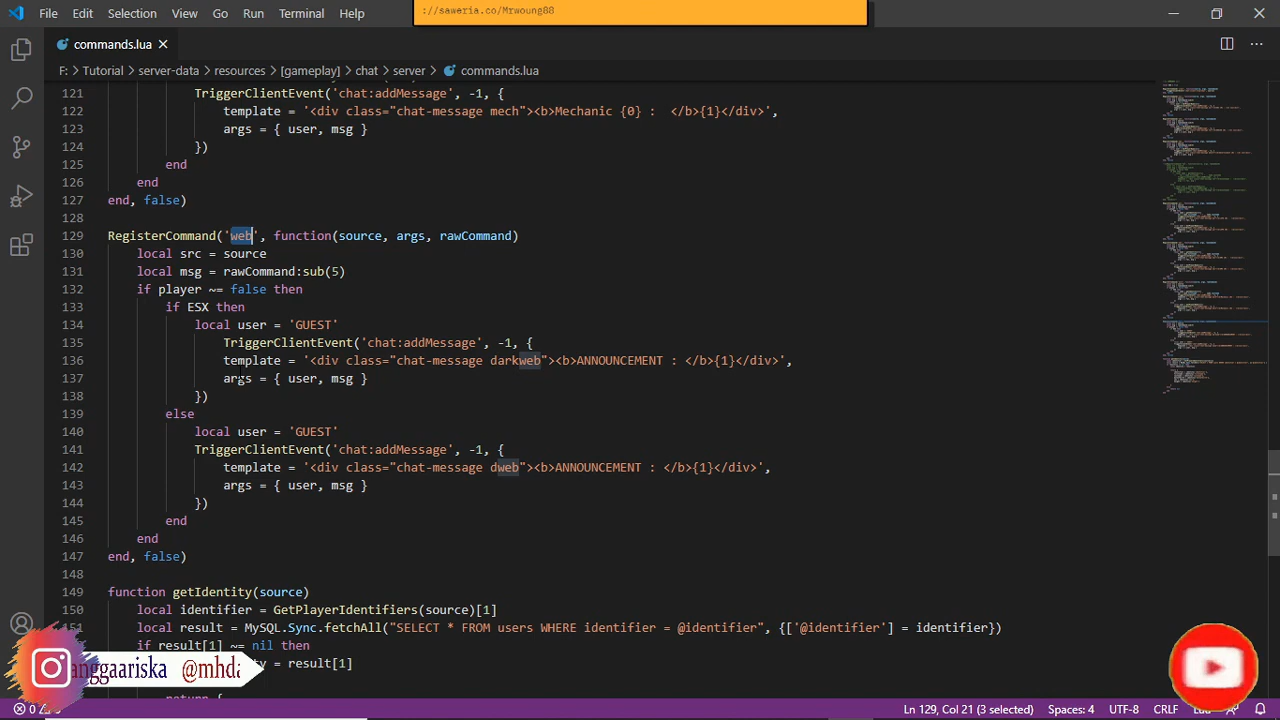 File Edit Selection View Go Run Terminal Help
://saweria.co/Mrwoung88
commands.lua
F: > Tutorial > server-data > resources > [gameplay] > chat > server > commands.lua
121 TriggerClientEvent('chat:addMessage', -1, {
122 template = '<div class="chat-message mech"><b>Mechanic {0} :  </b>{1}</div>',
123 args = { user, msg }
124 })
125 end
126 end
127 end, false)
128
129 RegisterCommand('web', function(source, args, rawCommand)
130 local src = source
131 local msg = rawCommand:sub(5)
132 if player ~= false then
133 if ESX then
134 local user = 'GUEST'
135 TriggerClientEvent('chat:addMessage', -1, {
136 template = '<div class="chat-message darkweb"><b>ANNOUNCEMENT : </b>{1}</div>',
137 args = { user, msg }
138 })
139 else
140 local user = 'GUEST'
141 TriggerClientEvent('chat:addMessage', -1, {
142 template = '<div class="chat-message dweb"><b>ANNOUNCEMENT : </b>{1}</div>',
143 args = { user, msg }
144 })
145 end
146 end
147 end, false)
148
149 function getIdentity(source)
150 local identifier = GetPlayerIdentifiers(source)[1]
151 local result = MySQL.Sync.fetchAll("SELECT * FROM users WHERE identifier = @identifier", {['@identifier'] = identifier})
if result[1] ~= nil then
= result[1]
anggaariska @mhda
return {
Ln 129, Col 21 (3 selected) Spaces: 4 UTF-8 CRLF